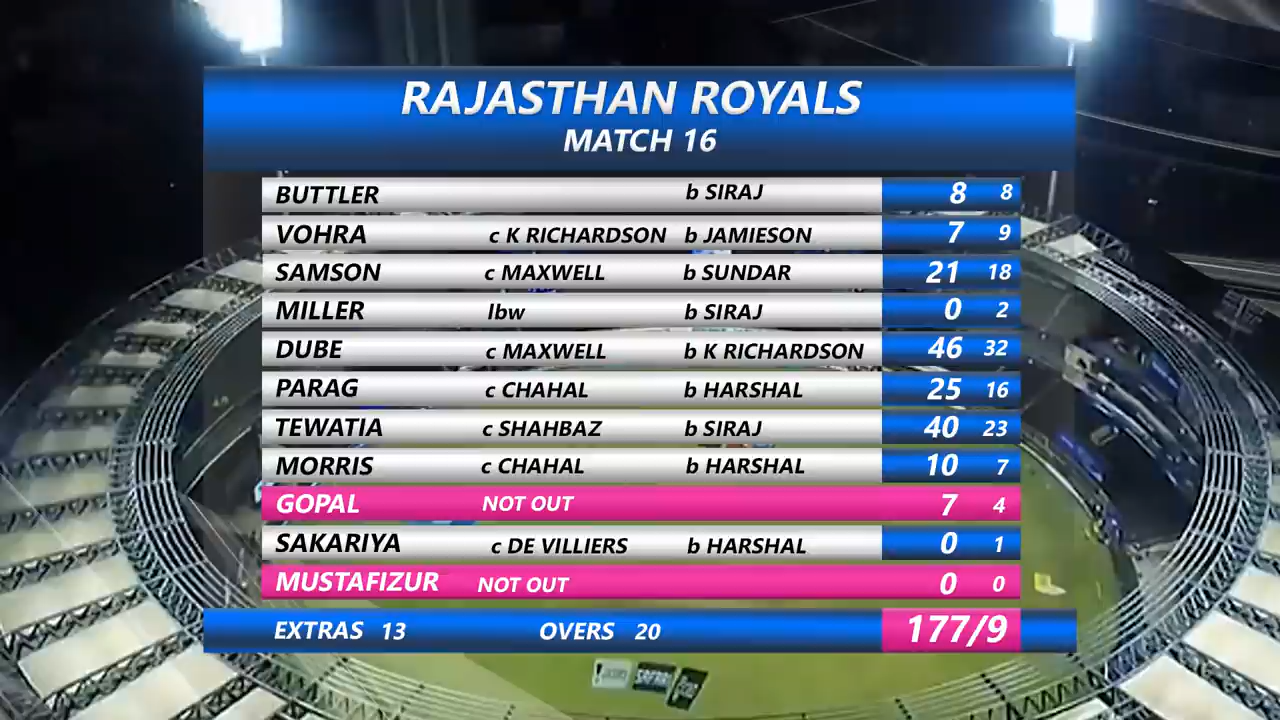 RAJASTHAN ROYALS
MATCH 16
BUTTLER b SIRAJ 8 8
VOHRA c K RICHARDSON b JAMIESON 7 9
SAMSON c MAXWELL b SUNDAR 21 18
MILLER lbw b SIRAJ 0 2
DUBE c MAXWELL b K RICHARDSON 46 32
PARAG c CHAHAL b HARSHAL 25 16
TEWATIA c SHAHBAZ b SIRAJ 40 23
MORRIS c CHAHAL b HARSHAL 10 7
GOPAL NOT OUT 7 4
SAKARIYA c DE VILLIERS b HARSHAL 0 1
MUSTAFIZUR NOT OUT 0 0
EXTRAS 13 OVERS 20 177/9
SAFARI